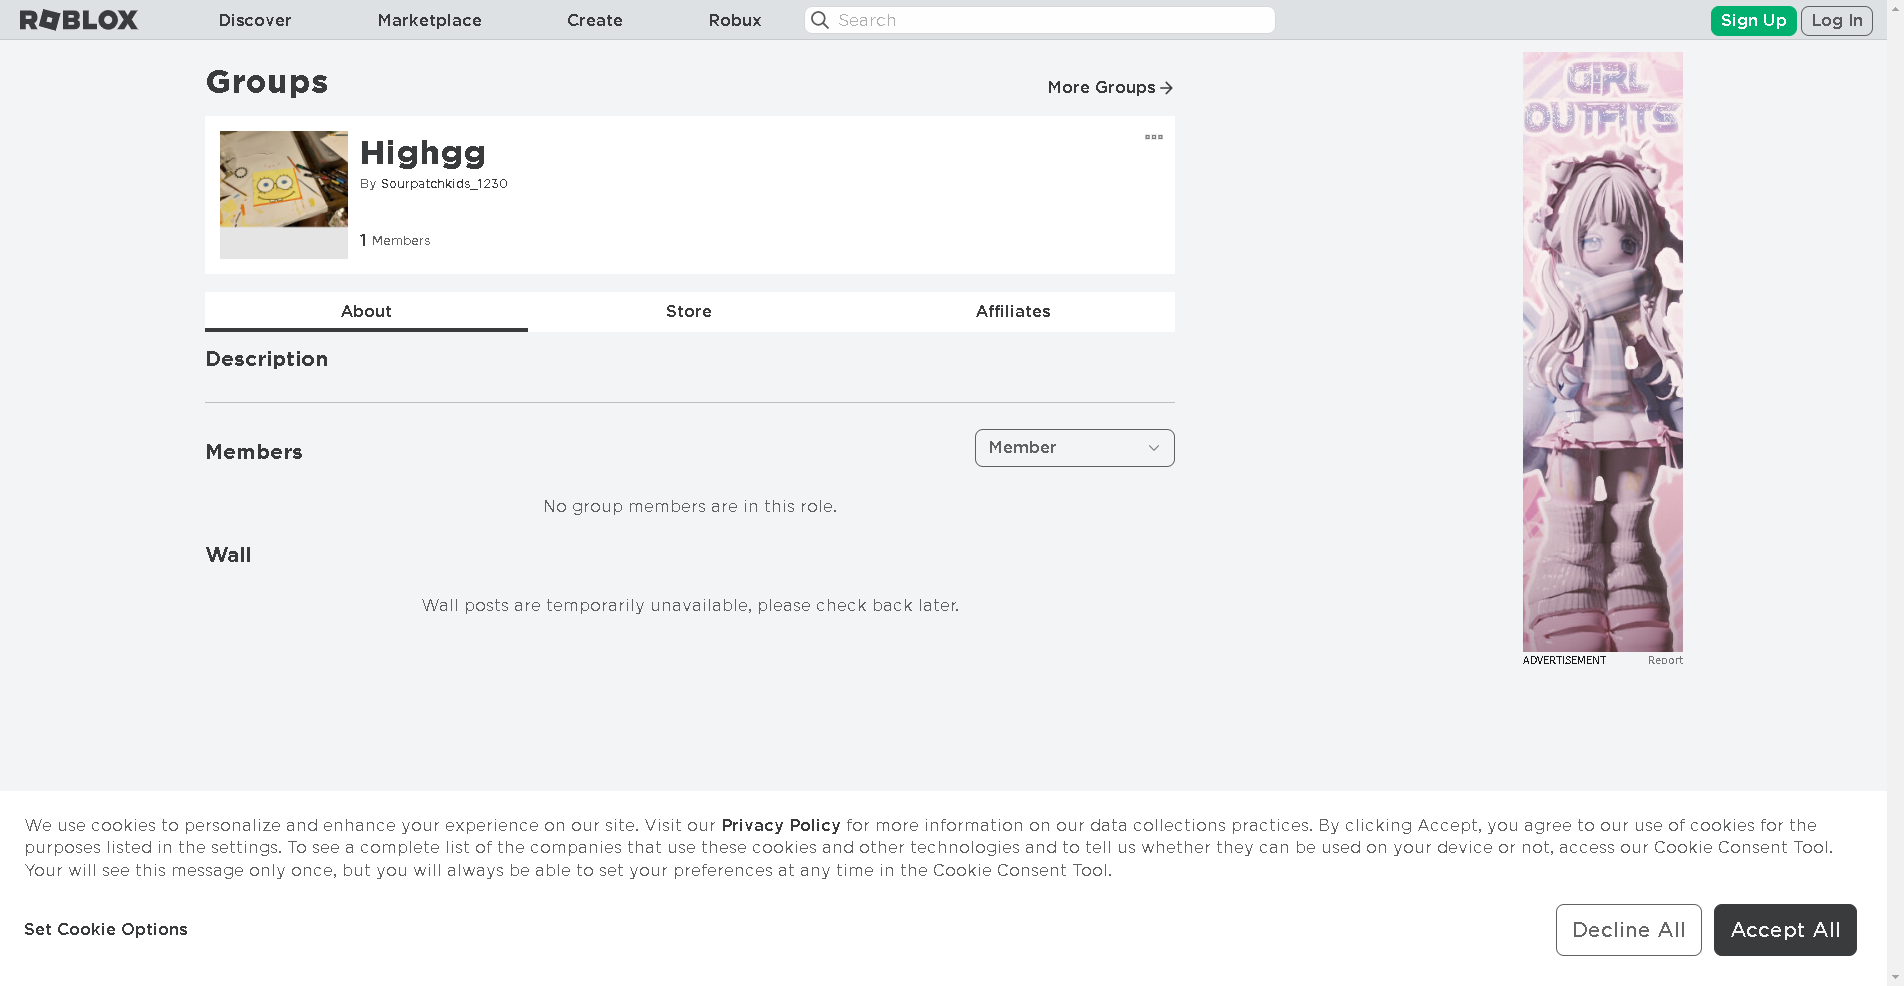 ROBLOX
Discover
Marketplace
Create
Robux
Search
Sign Up
Log In
Groups
More Groups
Highgg
By Sourpatchkids_1230
1 Members
About
Store
Affiliates
Description
Members
Member
No group members are in this role.
Wall
Wall posts are temporarily unavailable, please check back later.
GIRL
OUTFITS
ADVERTISEMENT
Report
We use cookies to personalize and enhance your experience on our site. Visit our Privacy Policy for more information on our data collections practices. By clicking Accept, you agree to our use of cookies for the
purposes listed in the settings. To see a complete list of the companies that use these cookies and other technologies and to tell us whether they can be used on your device or not, access our Cookie Consent Tool.
Your will see this message only once, but you will always be able to set your preferences at any time in the Cookie Consent Tool.
Set Cookie Options
Decline All
Accept All